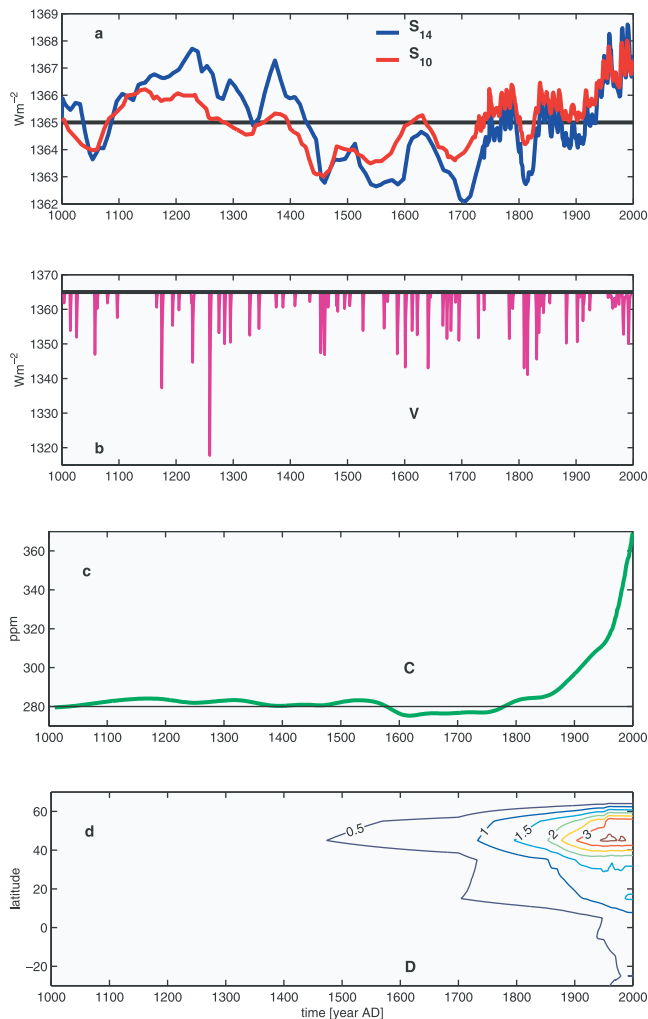 1369
a
S14
1368
S10
1367
1366
Wm−2
1365
1364
1363
1362
1000 1100 1200 1300 1400 1500 1600 1700 1800 1900 2000
1370
1360
1350
Wm−2
1340
1330
V
1320
b
1000 1100 1200 1300 1400 1500 1600 1700 1800 1900 2000
360
c
340
ppm
320
300
C
280
1000 1100 1200 1300 1400 1500 1600 1700 1800 1900 2000
60
d
0.5 1 1.5 2 3
40
latitude
20
0
−20
D
1000 1100 1200 1300 1400 1500 1600 1700 1800 1900 2000
time [year AD]